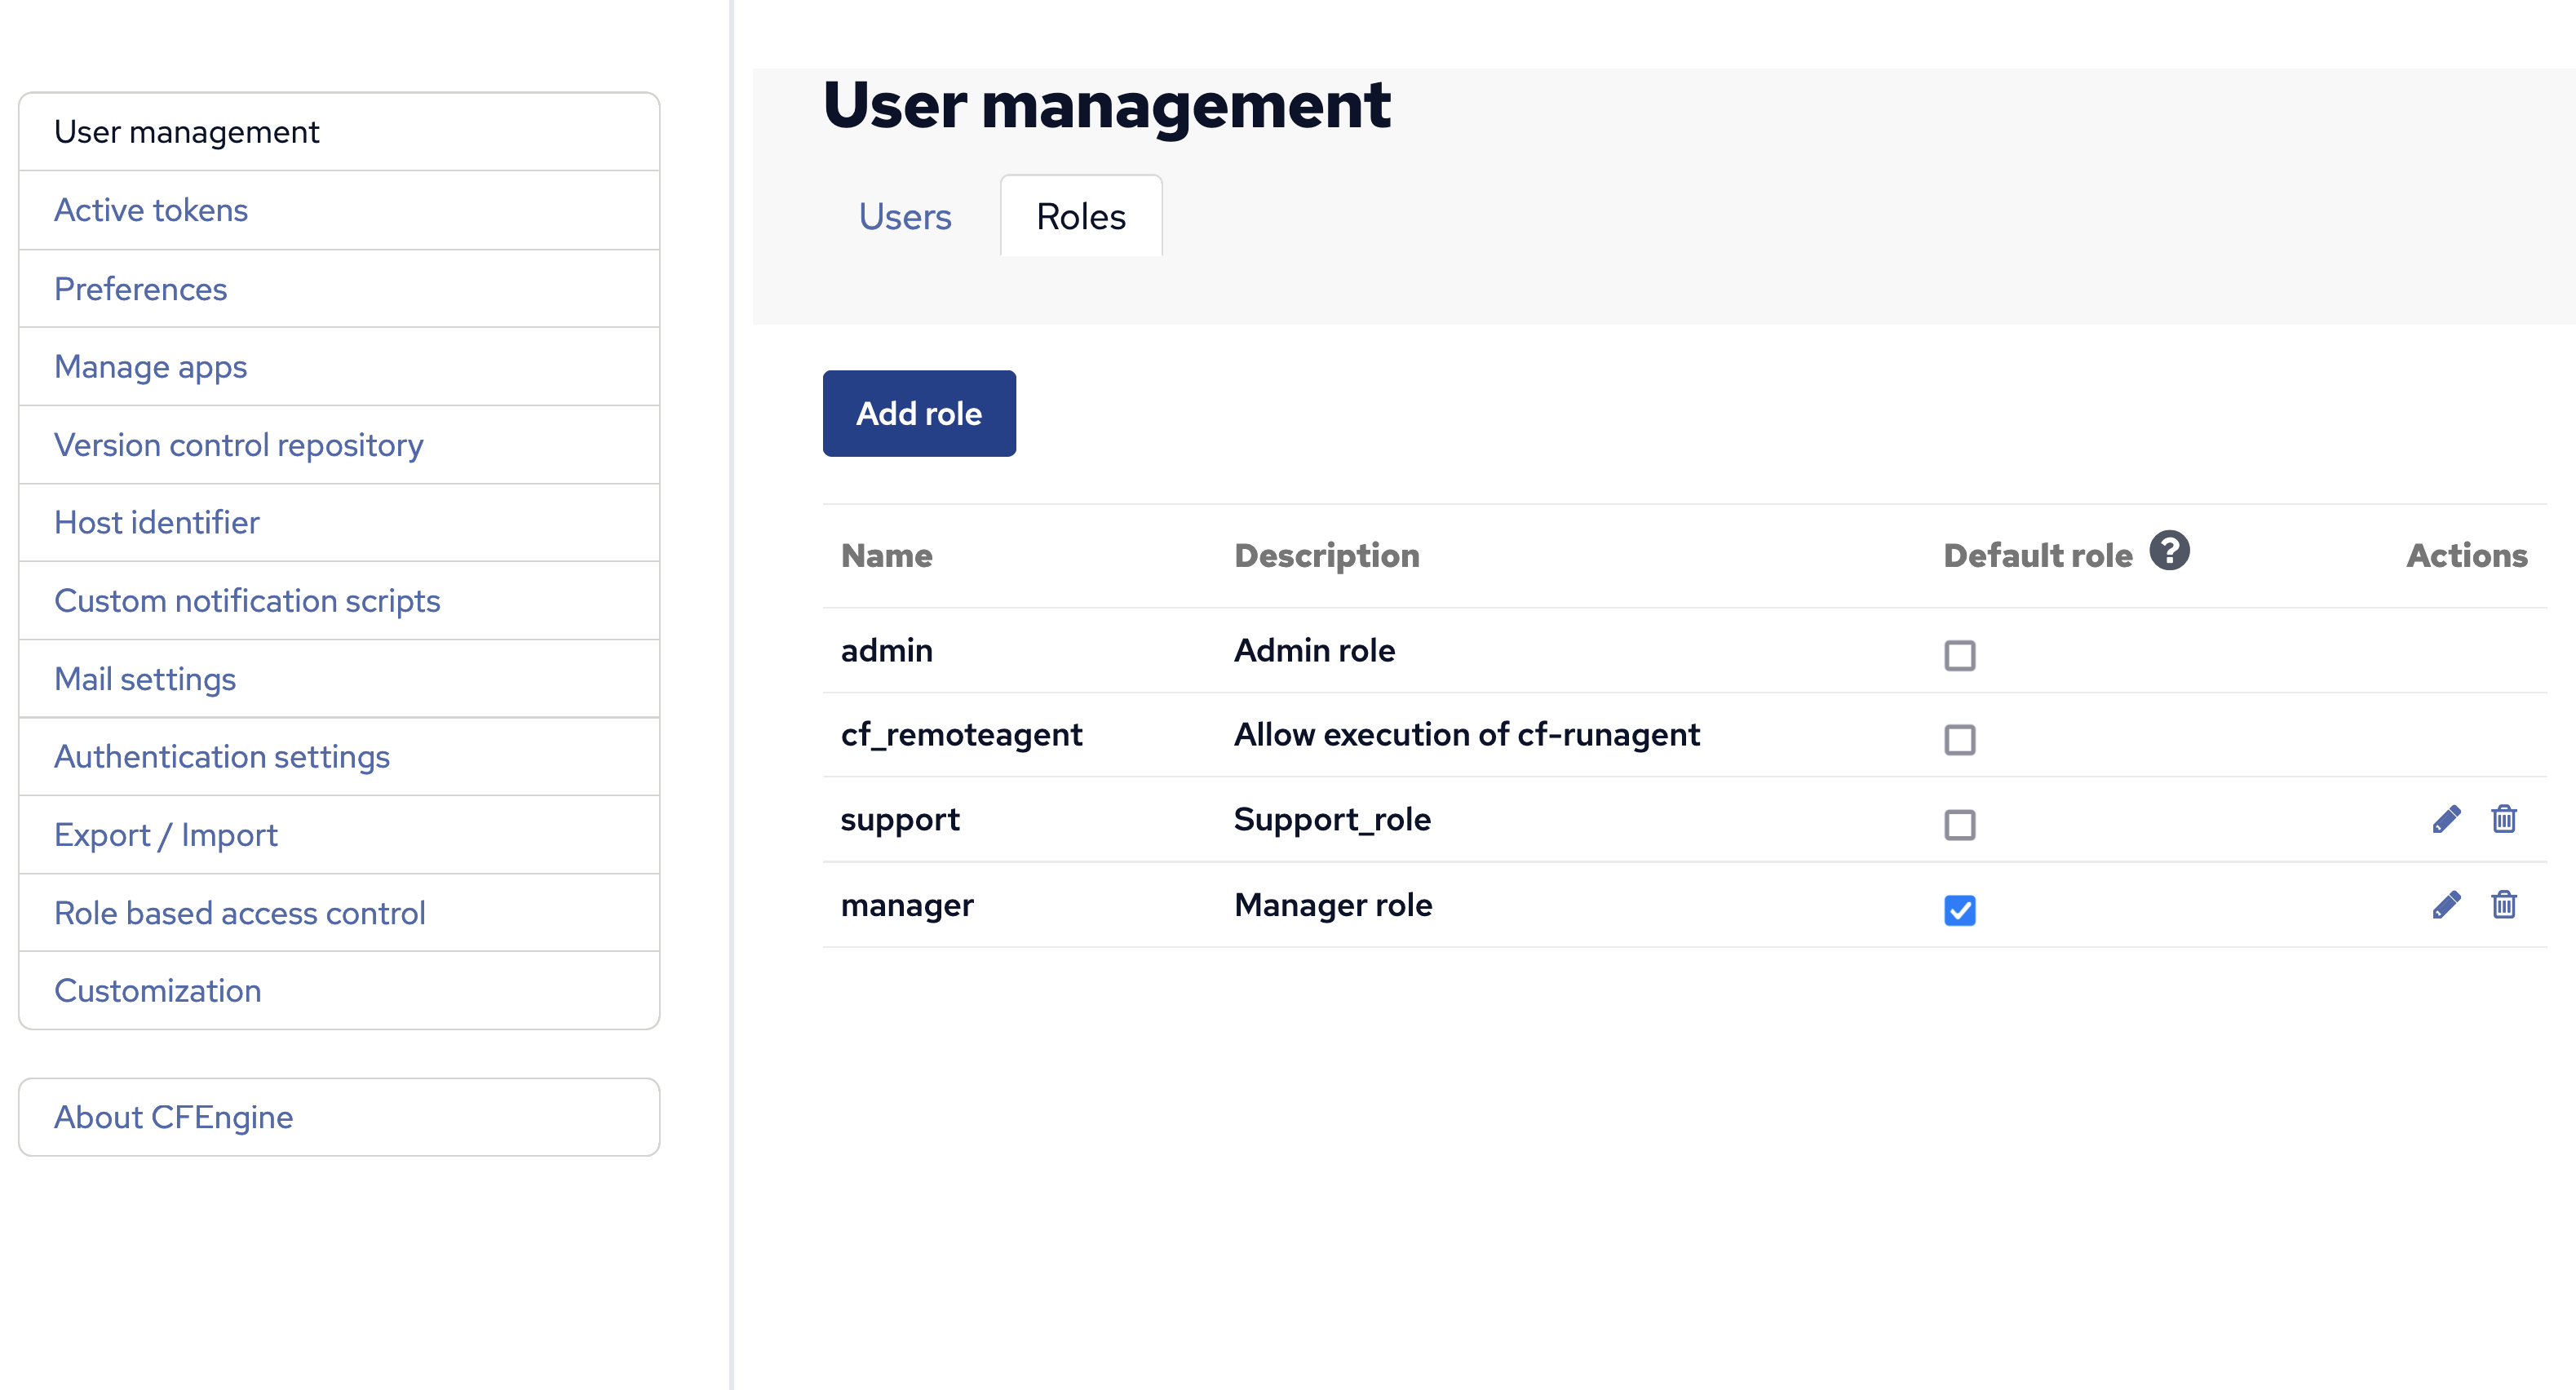 User management
Active tokens
Preferences
Manage apps
Version control repository
Host identifier
Custom notification scripts
Mail settings
Authentication settings
Export / Import
Role based access control
Customization
About CFEngine
User management
Users Roles
Add role
Name Description Default role ? Actions
admin Admin role
cf_remoteagent Allow execution of cf-runagent
support Support_role
manager Manager role